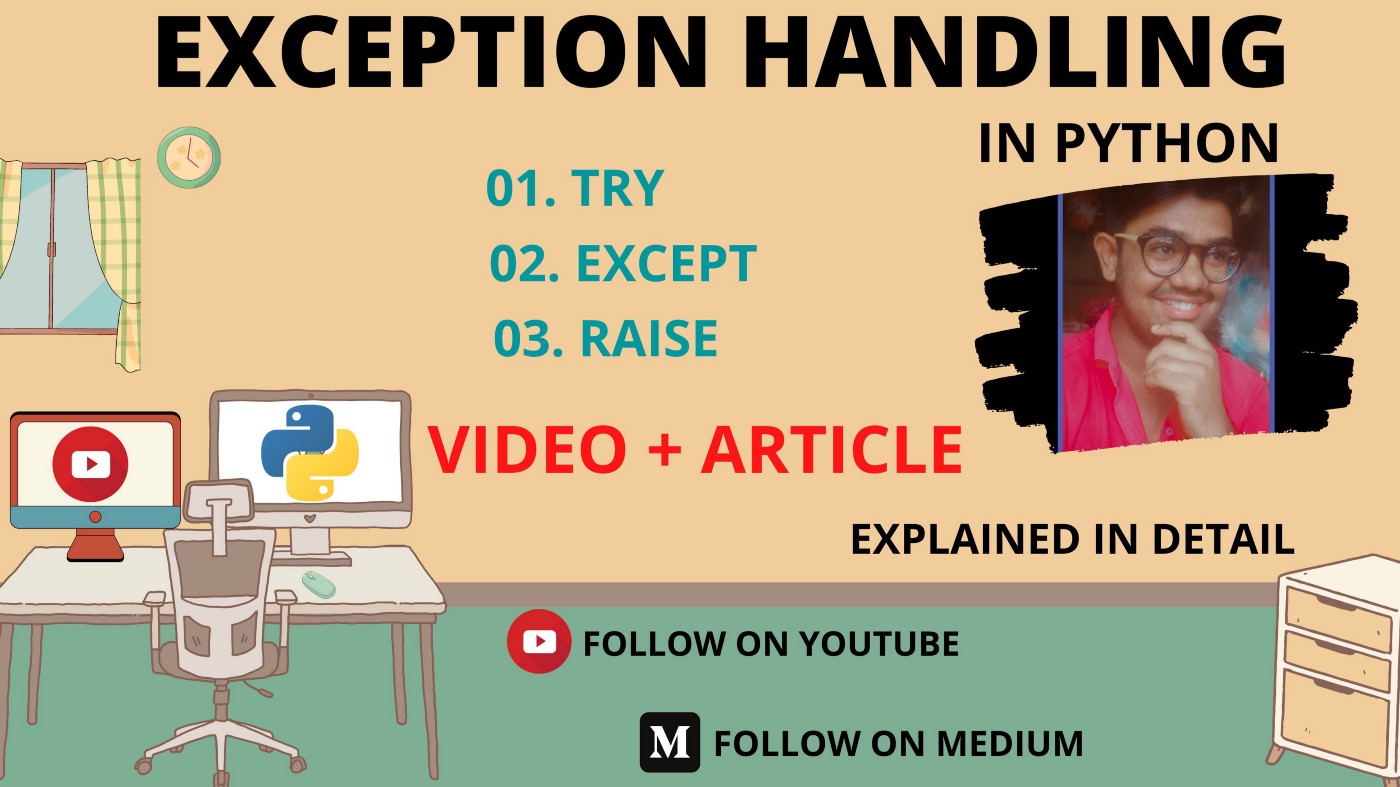 EXCEPTION HANDLING
IN PYTHON
01. TRY
02. EXCEPT
03. RAISE
VIDEO + ARTICLE
EXPLAINED IN DETAIL
FOLLOW ON YOUTUBE
M FOLLOW ON MEDIUM